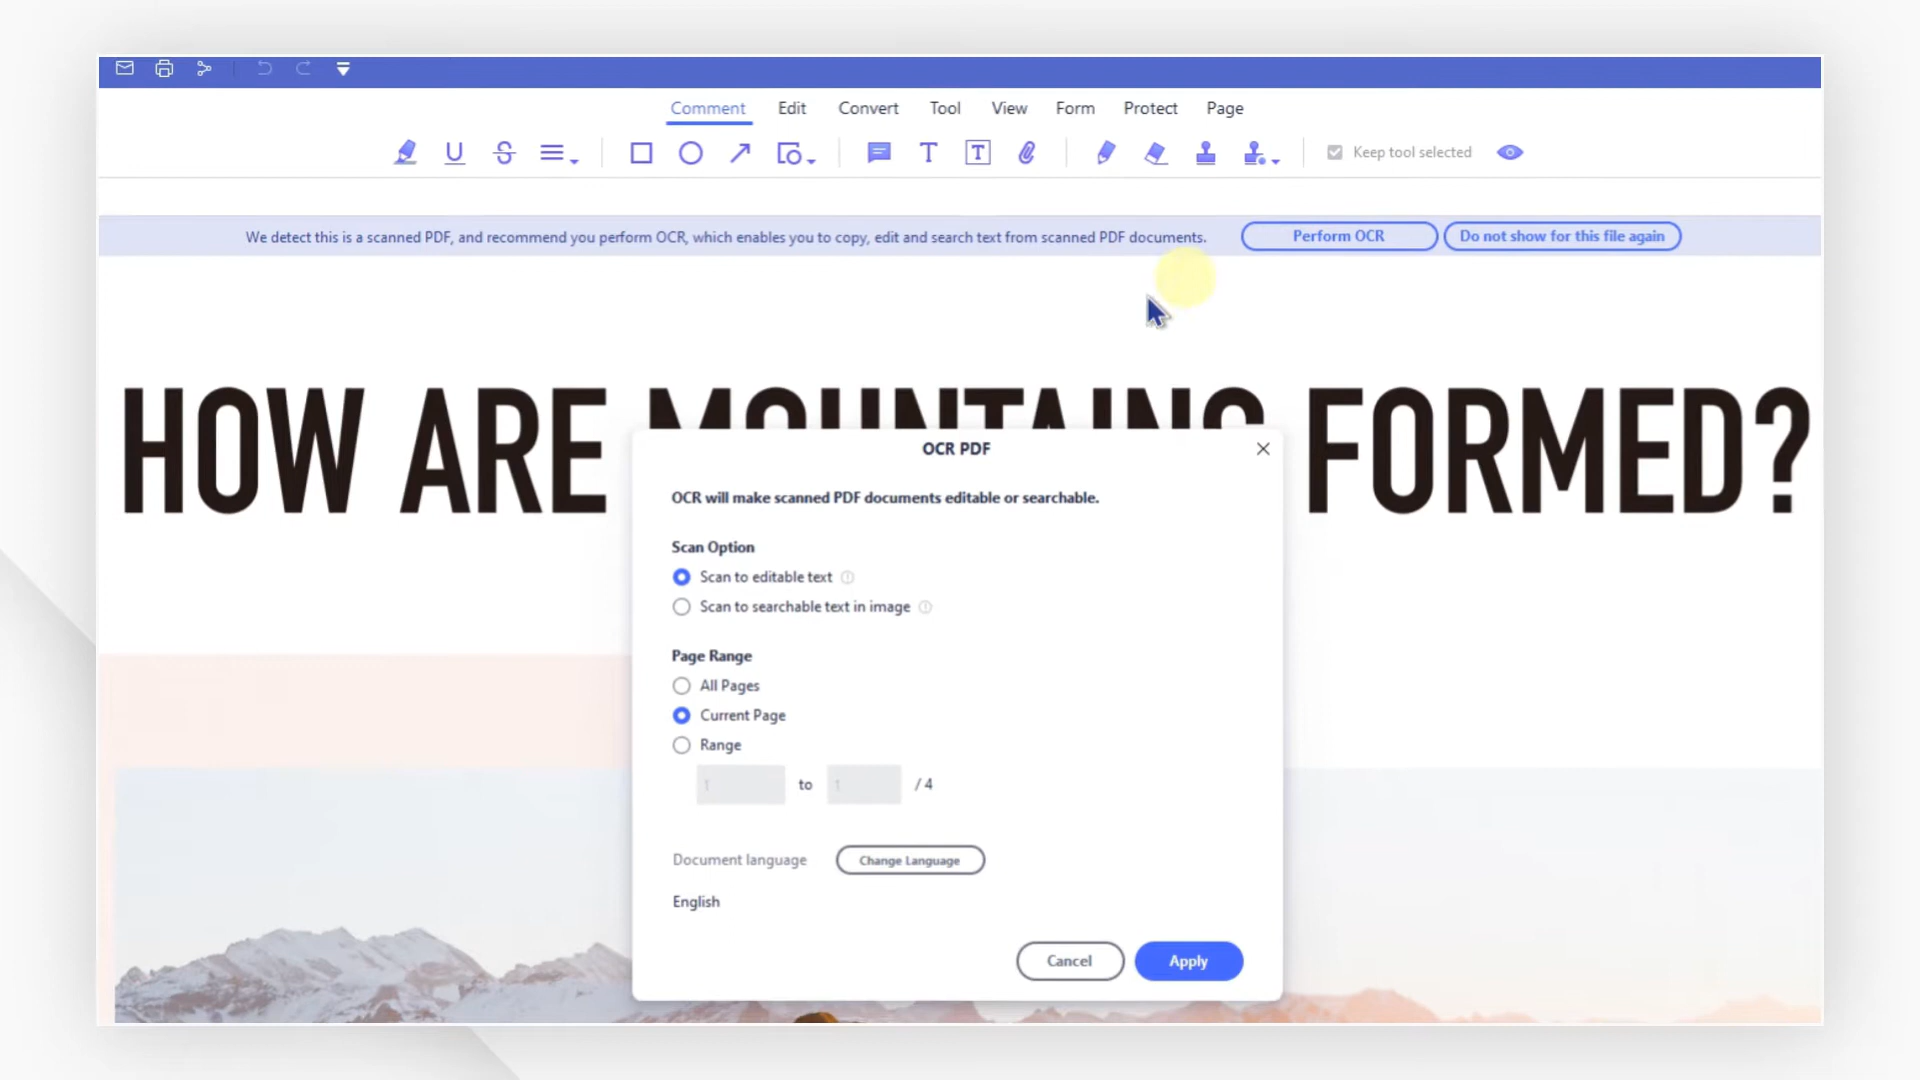 Comment Edit Convert Tool View Form Protect Page
Keep tool selected
We detect this is a scanned PDF, and recommend you perform OCR, which enables you to copy, edit and search text from scanned PDF documents. Perform OCR Do not show for this file again
HOW ARE MOUNTAINS FORMED?
OCR PDF
OCR will make scanned PDF documents editable or searchable.
Scan Option
Scan to editable text
Scan to searchable text in image
Page Range
All Pages
Current Page
Range
1 to 1 / 4
Document language Change Language
English
Cancel Apply